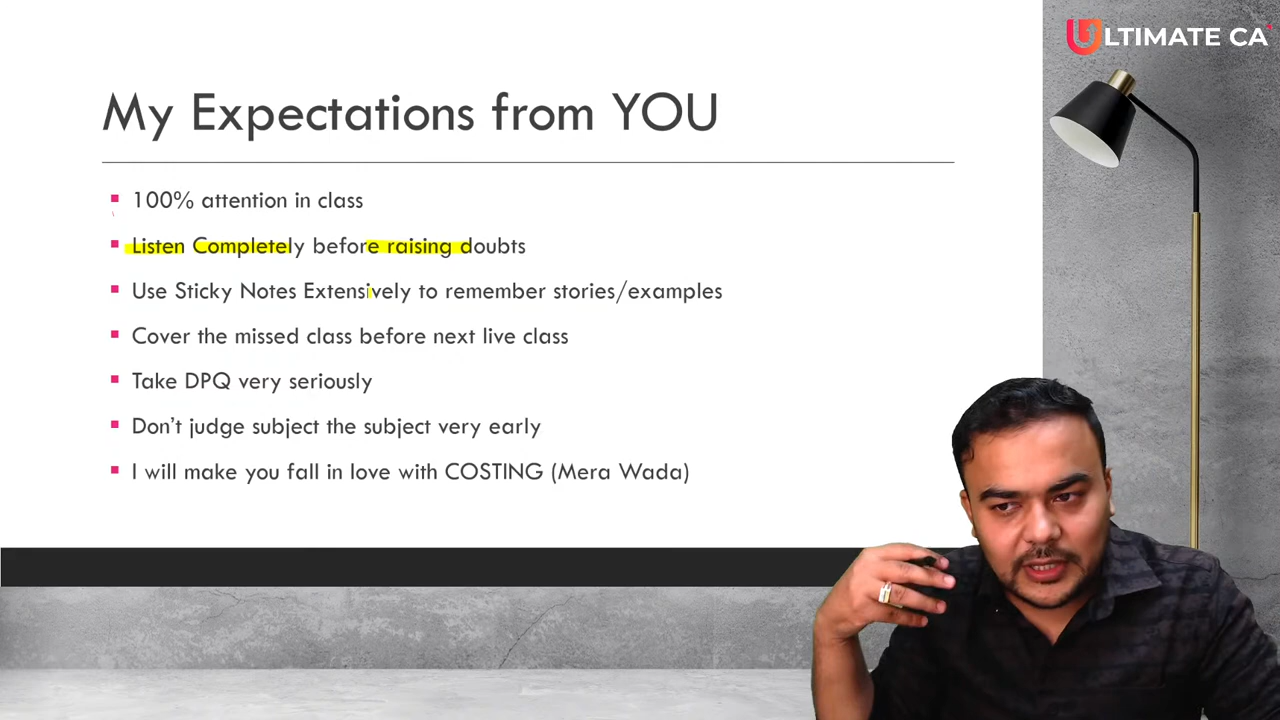 ULTIMATE CA
My Expectations from YOU
100% attention in class
Listen Completely before raising doubts
Use Sticky Notes Extensively to remember stories/examples
Cover the missed class before next live class
Take DPQ very seriously
Don't judge subject the subject very early
I will make you fall in love with COSTING (Mera Wada)